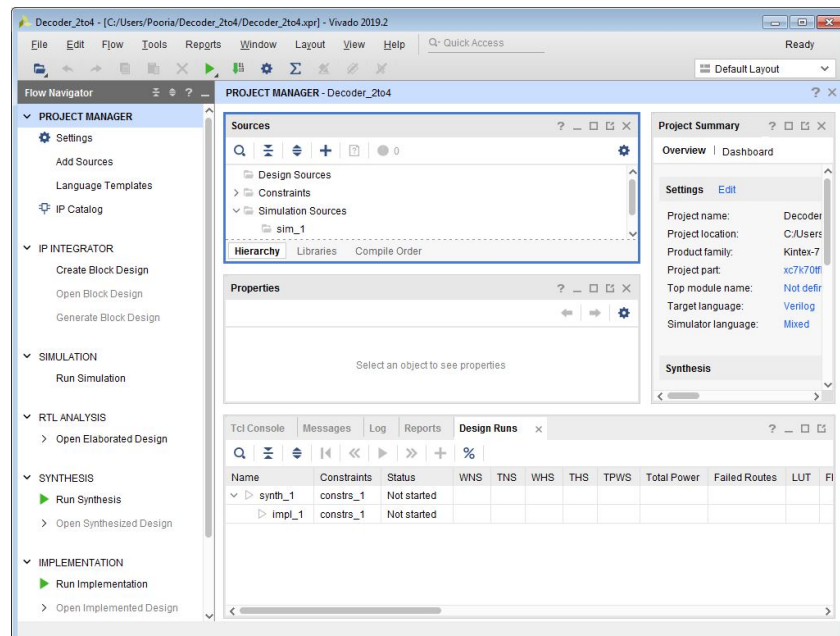 Decoder_2to4 - [C:/Users/Pooria/Decoder_2to4/Decoder_2to4.xpr] - Vivado 2019.2
File Edit Flow Tools Reports Window Layout View Help Quick Access Ready
Default Layout
Flow Navigator
PROJECT MANAGER
Settings
Add Sources
Language Templates
IP Catalog
IP INTEGRATOR
Create Block Design
Open Block Design
Generate Block Design
SIMULATION
Run Simulation
RTL ANALYSIS
Open Elaborated Design
SYNTHESIS
Run Synthesis
Open Synthesized Design
IMPLEMENTATION
Run Implementation
Open Implemented Design
PROJECT MANAGER - Decoder_2to4
Sources
0
Design Sources
Constraints
Simulation Sources
sim_1
Hierarchy Libraries Compile Order
Properties
Select an object to see properties
Project Summary
Overview | Dashboard
Settings Edit
Project name: Decoder
Project location: C:/Users
Product family: Kintex-7
Project part: xc7k70tf
Top module name: Not defin
Target language: Verilog
Simulator language: Mixed
Synthesis
Tcl Console Messages Log Reports Design Runs
Name Constraints Status WNS TNS WHS THS TPWS Total Power Failed Routes LUT
synth_1 constrs_1 Not started
impl_1 constrs_1 Not started